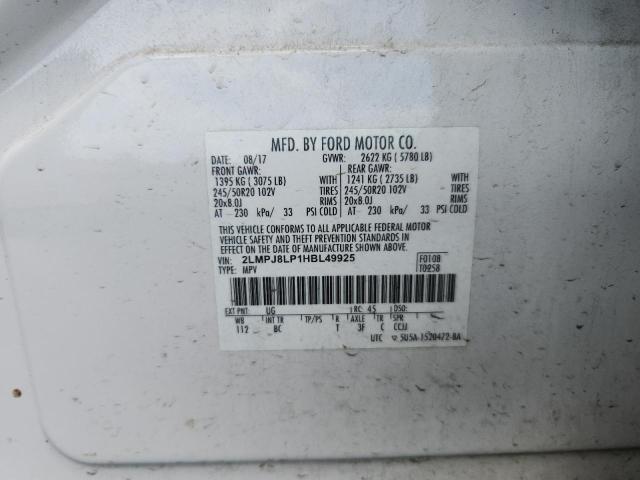 MFD. BY FORD MOTOR CO.
DATE: 08/17 GVWR: 2622 KG ( 5780 LB)
FRONT GAWR: REAR GAWR:
1395 KG ( 3075 LB) WITH 1241 KG ( 2735 LB) WITH
245/50R20 102V TIRES 245/50R20 102V TIRES
20x8.0J RIMS 20x8.0J RIMS
AT 230 kPa/ 33 PSI COLD AT 230 kPa/ 33 PSI COLD
THIS VEHICLE CONFORMS TO ALL APPLICABLE FEDERAL MOTOR
VEHICLE SAFETY AND BUMPER, AND THEFT PREVENTION STANDARDS IN
EFFECT ON THE DATE OF MANUFACTURE SHOWN ABOVE.
VIN: 2LMPJ8LP1HBL49925 F0108
TYPE: MPV T0258
EXT PNT: UG RC: 45 DSO:
WB INT TR TP/PS R AXLE TR SPR
112 BC T 3F C CCJJ
UTC 5U5A-1520472-BA